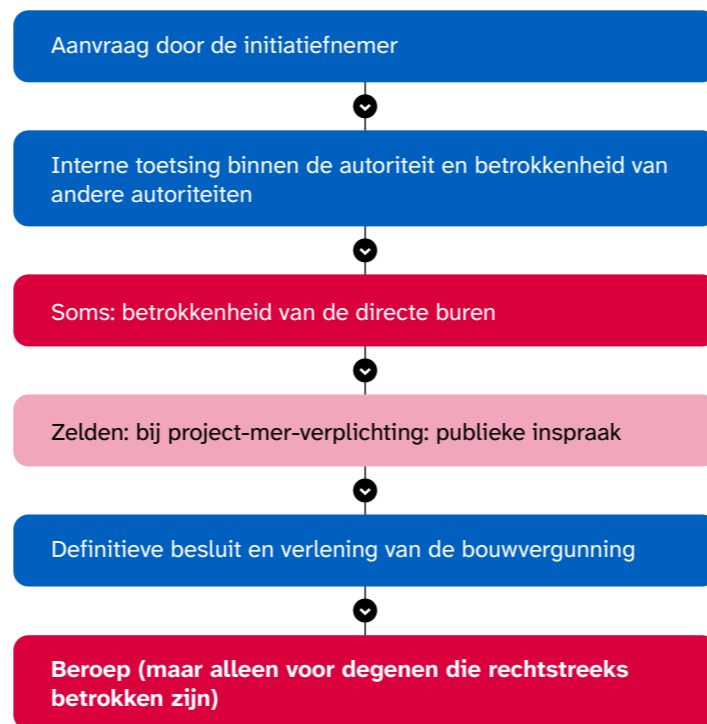 Aanvraag door de initiatiefnemer
Interne toetsing binnen de autoriteit en betrokkenheid van
andere autoriteiten
Soms: betrokkenheid van de directe buren
Zelden: bij project-mer-verplichting: publieke inspraak
Definitieve besluit en verlening van de bouwvergunning
Beroep (maar alleen voor degenen die rechtstreeks
betrokken zijn)